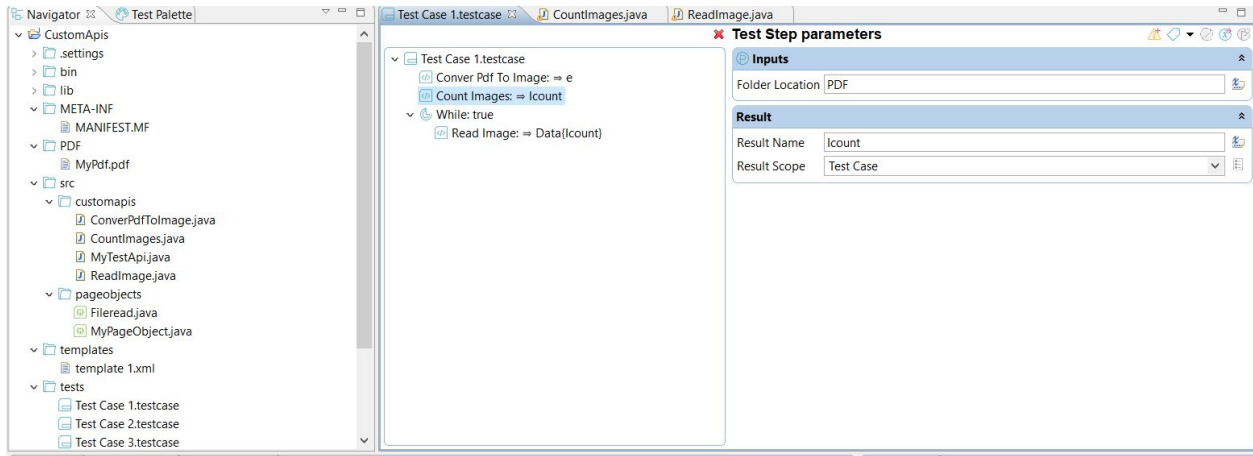 Navigator
Test Palette
CustomApis
.settings
bin
lib
META-INF
MANIFEST.MF
PDF
MyPdf.pdf
src
customapis
ConverPdfToImage.java
CountImages.java
MyTestApi.java
ReadImage.java
pageobjects
Fileread.java
MyPageObject.java
templates
template 1.xml
tests
Test Case 1.testcase
Test Case 2.testcase
Test Case 3.testcase
Test Case 1.testcase
CountImages.java
ReadImage.java
Test Case 1.testcase
Conver Pdf To Image: ⇒ e
Count Images: ⇒ Icount
While: true
Read Image: ⇒ Data{Icount}
Test Step parameters
Inputs
Folder Location PDF
Result
Result Name Icount
Result Scope Test Case